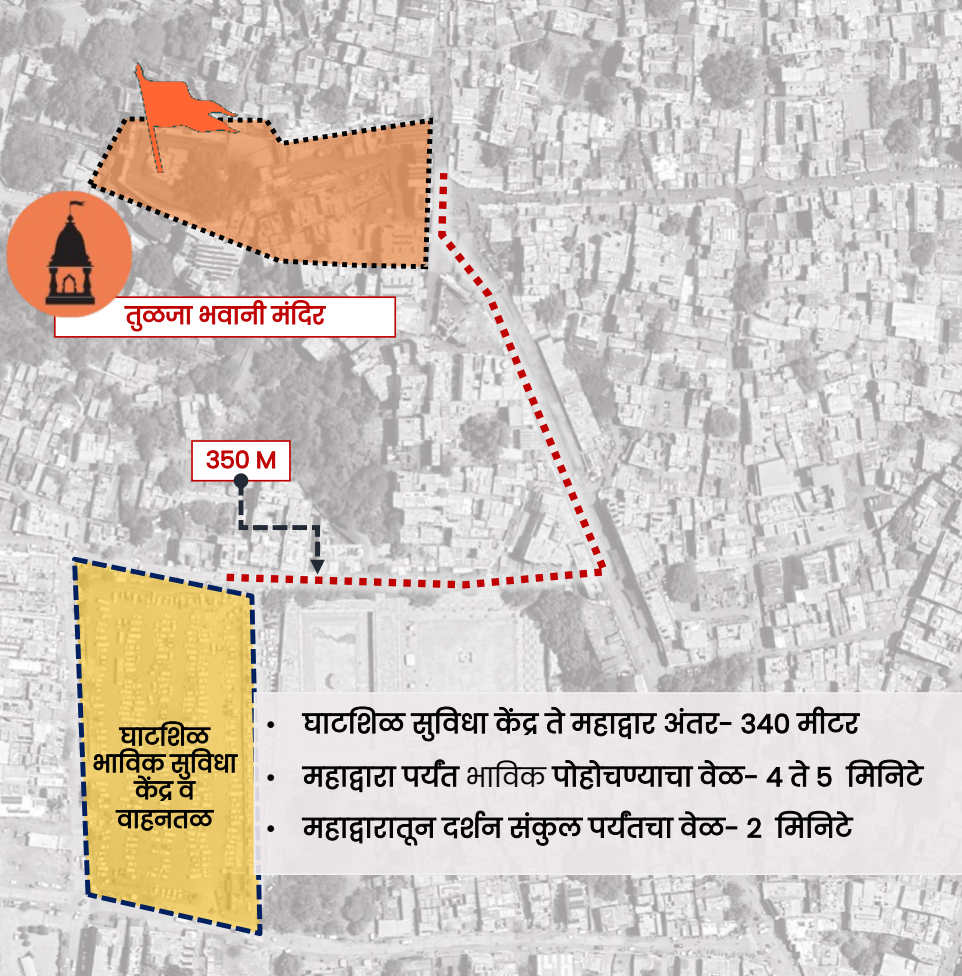 तुळजा भवानी मंदिर
350 M
घाटशिळ
भाविक सुविधा
केंद्र व
वाहनतळ
• घाटशिळ सुविधा केंद्र ते महाद्वार अंतर- 340 मीटर
• महाद्वारा पर्यंत भाविक पोहोचण्याचा वेळ- 4 ते 5 मिनिटे
• महाद्वारातून दर्शन संकुल पर्यंतचा वेळ- 2 मिनिटे